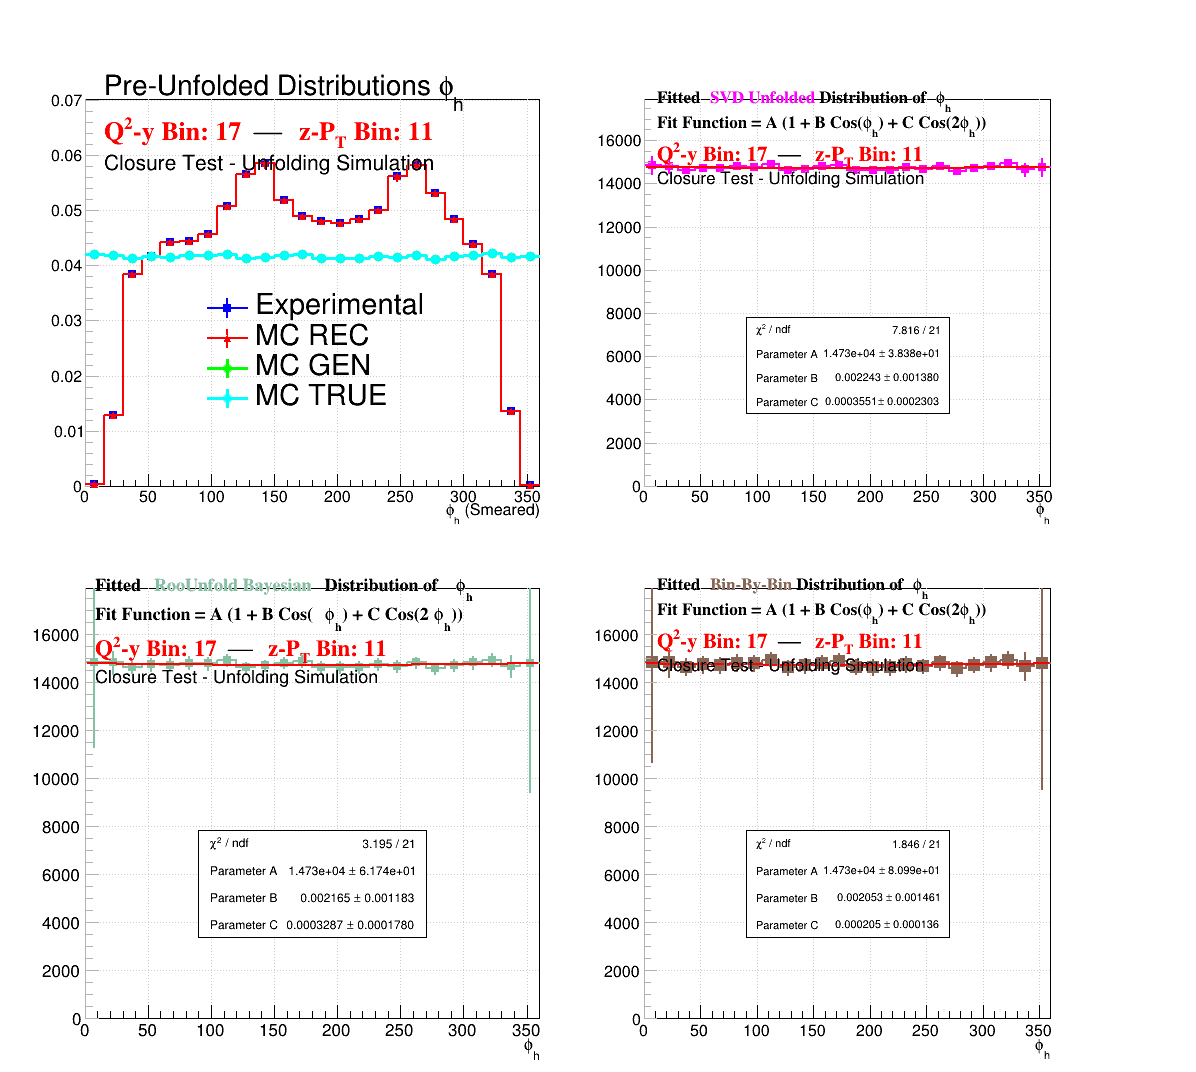 Pre-Unfolded Distributions ϕh
Q²-y Bin: 17 — z-PT Bin: 11
Closure Test - Unfolding Simulation
0.07
0.06
0.05
0.04
0.03
0.02
0.01
0
Experimental
MC REC
MC GEN
MC TRUE
0 50 100 150 200 250 300 350
ϕh (Smeared)
Fitted SVD Unfolded Distribution of ϕh
Fit Function = A (1 + B Cos(ϕh) + C Cos(2ϕh))
Q²-y Bin: 17 — z-PT Bin: 11
Closure Test - Unfolding Simulation
16000
14000
12000
10000
8000
6000
4000
2000
0
χ² / ndf 7.816 / 21
Parameter A 1.473e+04 ± 3.838e+01
Parameter B 0.002243 ± 0.001380
Parameter C 0.0003551 ± 0.0002303
0 50 100 150 200 250 300 350
ϕh
Fitted RooUnfold Bayesian Distribution of ϕh
Fit Function = A (1 + B Cos( ϕh) + C Cos(2 ϕh))
Q²-y Bin: 17 — z-PT Bin: 11
Closure Test - Unfolding Simulation
16000
14000
12000
10000
8000
6000
4000
2000
0
χ² / ndf 3.195 / 21
Parameter A 1.473e+04 ± 6.174e+01
Parameter B 0.002165 ± 0.001183
Parameter C 0.0003287 ± 0.0001780
0 50 100 150 200 250 300 350
ϕh
Fitted Bin-By-Bin Distribution of ϕh
Fit Function = A (1 + B Cos(ϕh) + C Cos(2ϕh))
Q²-y Bin: 17 — z-PT Bin: 11
Closure Test - Unfolding Simulation
16000
14000
12000
10000
8000
6000
4000
2000
0
χ² / ndf 1.846 / 21
Parameter A 1.473e+04 ± 8.099e+01
Parameter B 0.002053 ± 0.001461
Parameter C 0.000205 ± 0.000136
0 50 100 150 200 250 300 350
ϕh